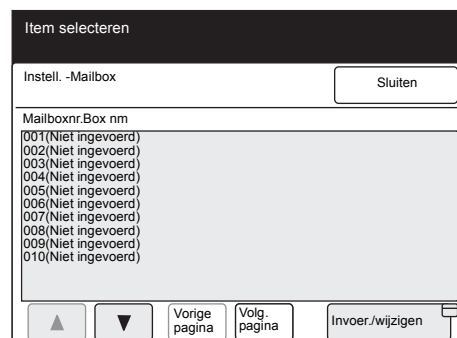 Item selecteren
Instell. -Mailbox
Sluiten
Mailboxnr.Box nm
001(Niet ingevoerd)
002(Niet ingevoerd)
003(Niet ingevoerd)
004(Niet ingevoerd)
005(Niet ingevoerd)
006(Niet ingevoerd)
007(Niet ingevoerd)
008(Niet ingevoerd)
009(Niet ingevoerd)
010(Niet ingevoerd)
Vorige
pagina
Volg.
pagina
Invoer./wijzigen